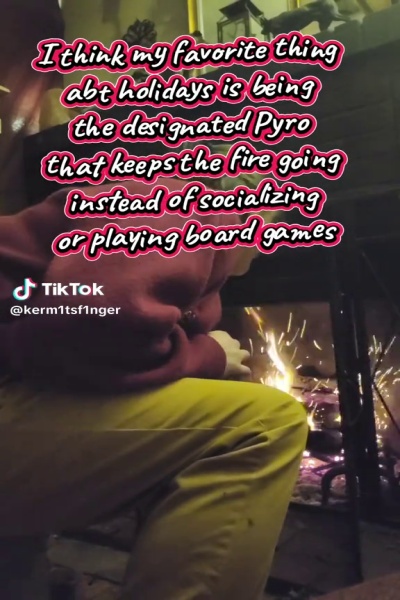 I think my favorite thing
abt holidays is being
the designated Pyro
that keeps the fire going
instead of socializing
or playing board games
TikTok
@kerm1tsf1nger